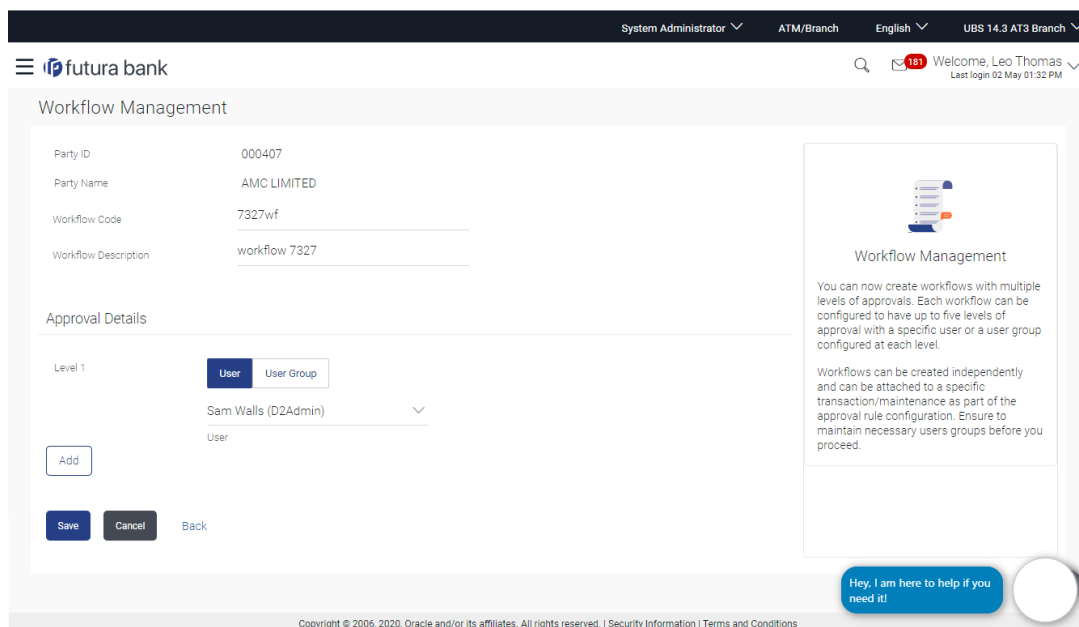 System Administrator ATM/Branch English UBS 14.3 AT3 Branch
futura bank 181 Welcome, Leo Thomas
Last login 02 May 01:32 PM
Workflow Management
Party ID 000407
Party Name AMC LIMITED
Workflow Code 7327wf
Workflow Description workflow 7327
Approval Details
Level 1 User User Group
Sam Walls (D2Admin)
User
Add
Save Cancel Back
Workflow Management
You can now create workflows with multiple
levels of approvals. Each workflow can be
configured to have up to five levels of
approval with a specific user or a user group
configured at each level.
Workflows can be created independently
and can be attached to a specific
transaction/maintenance as part of the
approval rule configuration. Ensure to
maintain necessary users groups before you
proceed.
Hey, I am here to help if you
need it!
Copyright © 2006, 2020, Oracle and/or its affiliates. All rights reserved. | Security Information | Terms and Conditions